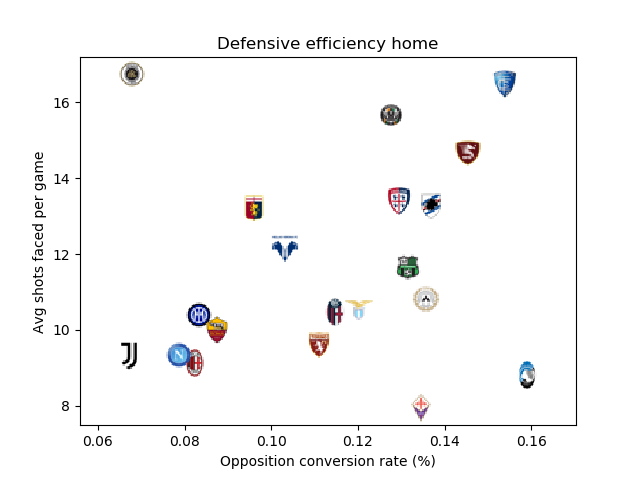 Defensive efficiency home
Avg shots faced per game
16
14
12
10
8
0.06 0.08 0.10 0.12 0.14 0.16
Opposition conversion rate (%)